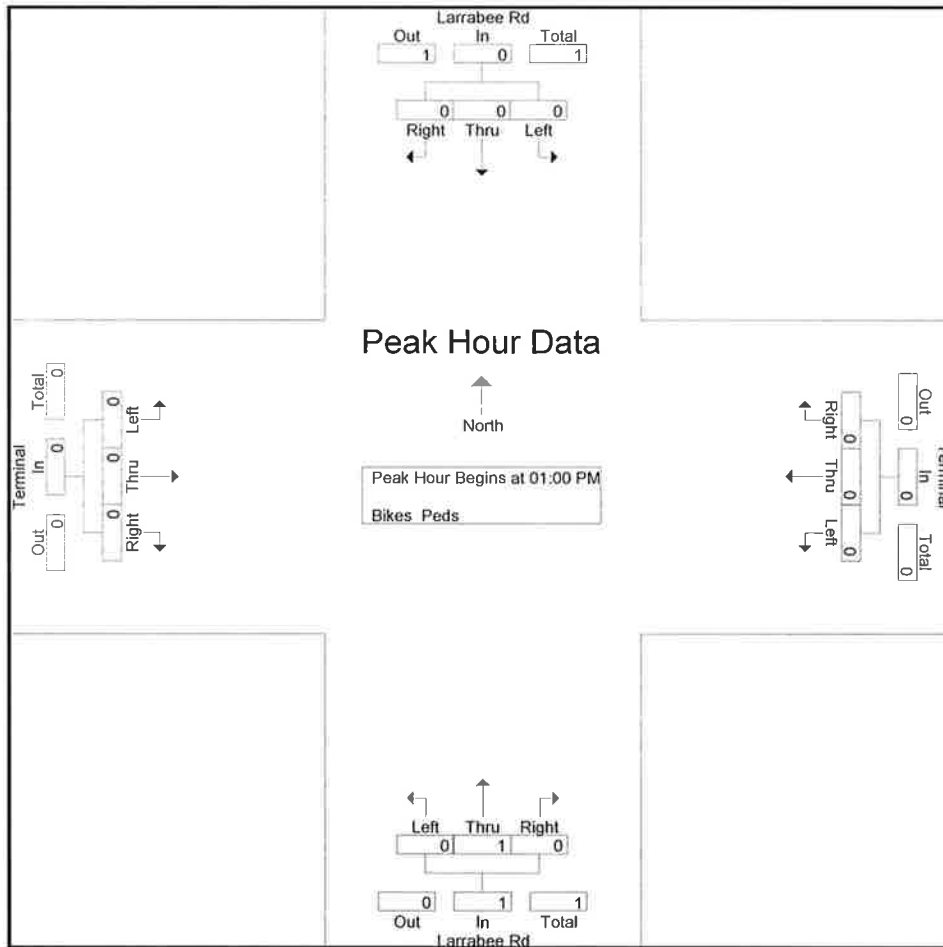 Larrabee Rd
Out In Total
1 0 1
0 0 0
Right Thru Left
Peak Hour Data
North
Peak Hour Begins at 01:00 PM
Bikes Peds
Terminal
Out In Total
0 0 0
Right Thru Left
0 0 0
Left Thru Right
0 0 0
Out In Total
0 0 0
Left Thru Right
0 1 0
0 1 1
Out In Total
Larrabee Rd